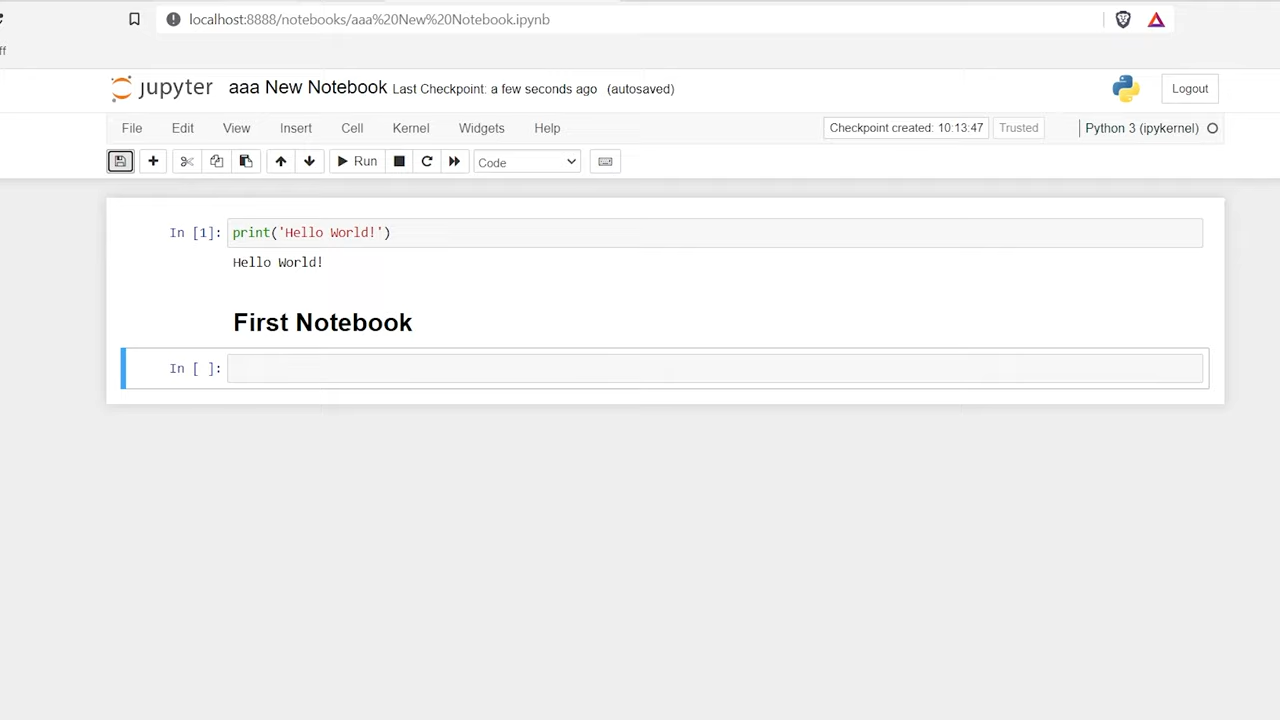 localhost:8888/notebooks/aaa%20New%20Notebook.ipynb
ff
jupyter aaa New Notebook Last Checkpoint: a few seconds ago (autosaved) Logout
File Edit View Insert Cell Kernel Widgets Help Checkpoint created: 10:13:47 Trusted Python 3 (ipykernel)
Run Code
In [1]: print('Hello World!')
Hello World!
First Notebook
In [ ]: